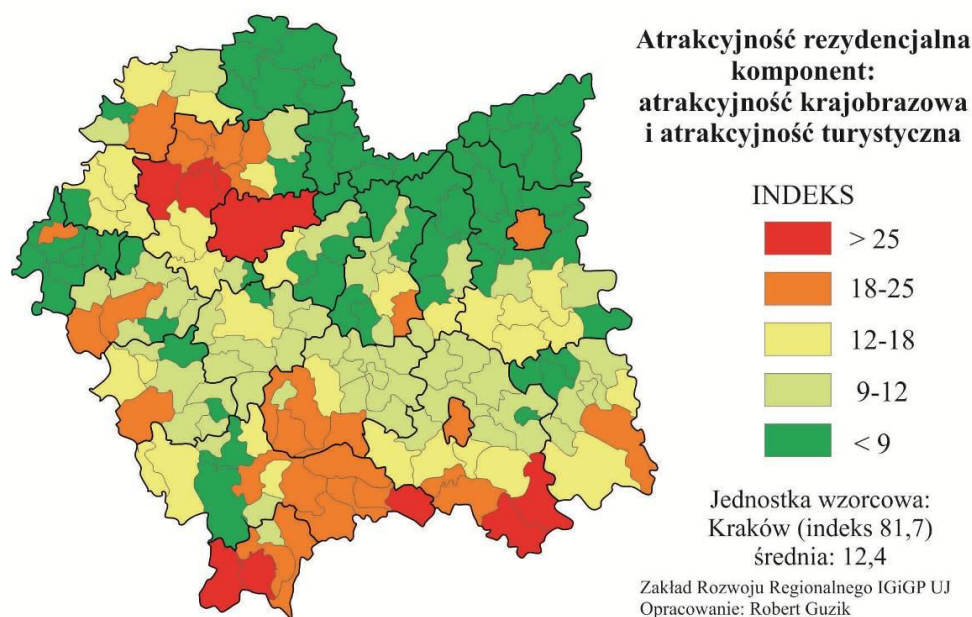 Atrakcyjność rezydencjalna
komponent:
atrakcyjność krajobrazowa
i atrakcyjność turystyczna
INDEKS
> 25
18-25
12-18
9-12
< 9
Jednostka wzorcowa:
Kraków (indeks 81,7)
średnia: 12,4
Zakład Rozwoju Regionalnego IGiGP UJ
Opracowanie: Robert Guzik